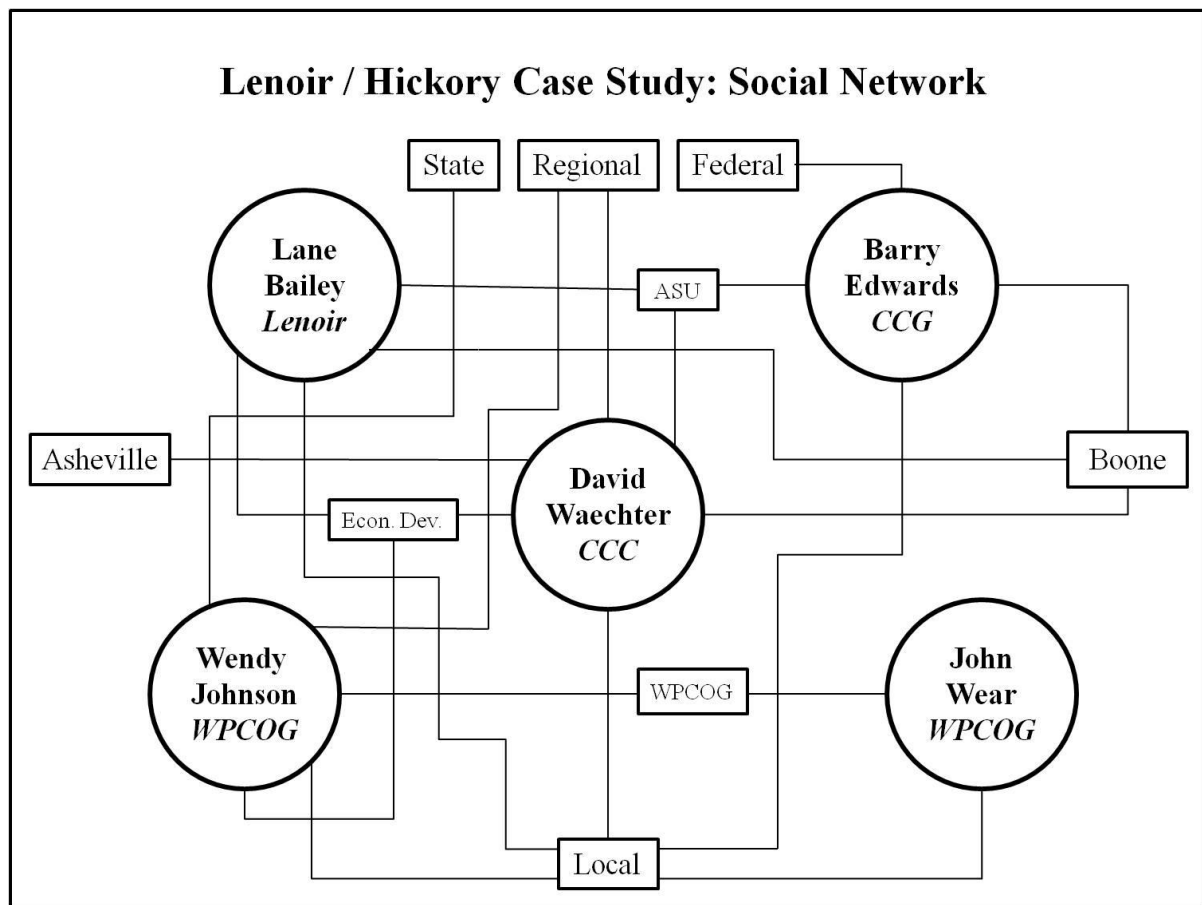 Lenoir / Hickory Case Study: Social Network
State
Regional
Federal
Lane
Bailey
Lenoir
ASU
Barry
Edwards
CCG
Asheville
David
Waechter
CCC
Boone
Econ. Dev.
Wendy
Johnson
WPCOG
WPCOG
John
Wear
WPCOG
Local